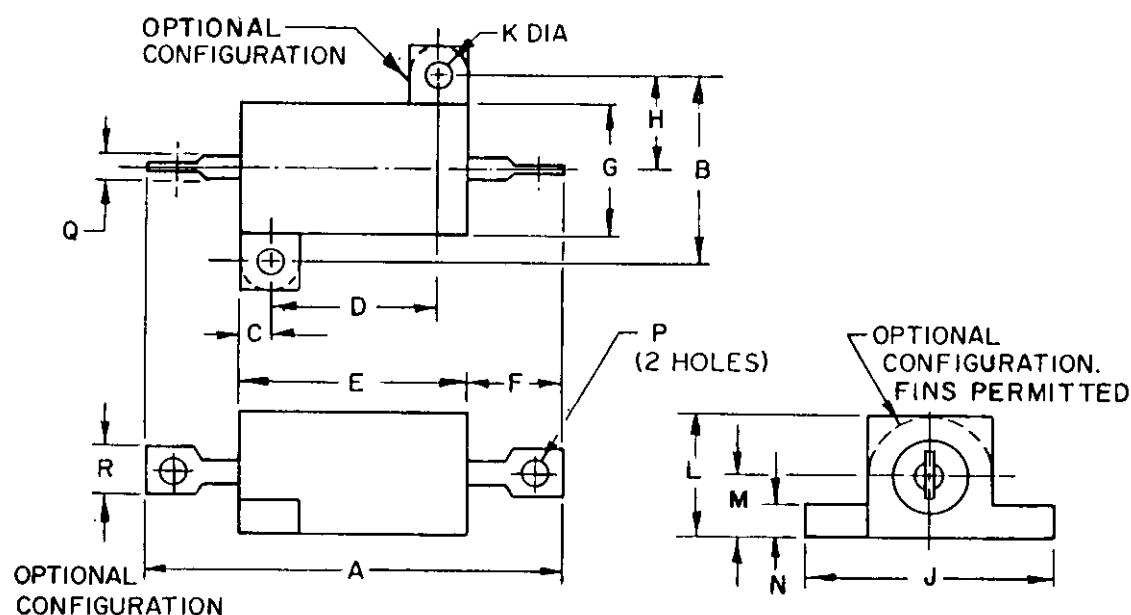 OPTIONAL
CONFIGURATION
K DIA
H
G
B
Q
D
C
P
(2 HOLES)
E
F
OPTIONAL
CONFIGURATION.
FINS PERMITTED
R
L
M
N
A
J
OPTIONAL
CONFIGURATION